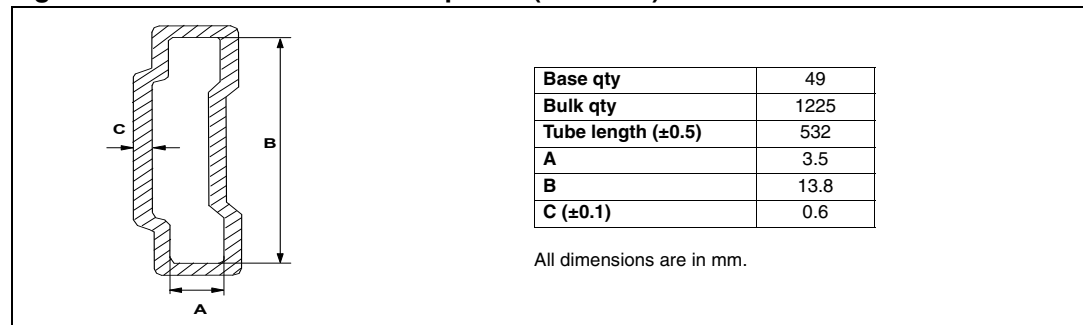 C
B
A
Base qty 49
Bulk qty 1225
Tube length (±0.5) 532
A 3.5
B 13.8
C (±0.1) 0.6
All dimensions are in mm.